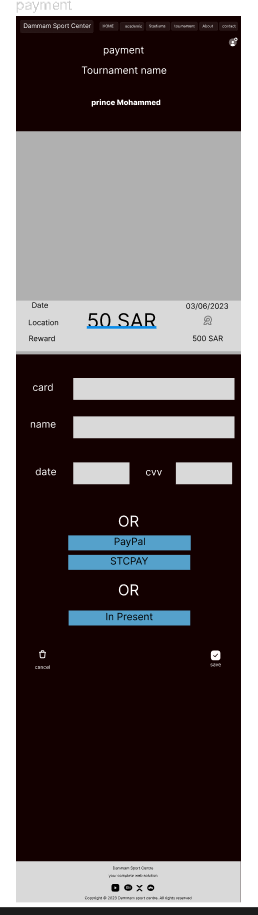 payment
Dammam Sport Center HOME academy Stadiums tournament About contact
payment
Tournament name
prince Mohammed
Date 03/06/2023
Location 50 SAR
Reward 500 SAR
card
name
date cvv
OR
PayPal
STCPAY
OR
In Present
cancel save
Dammam Sport Centre
your complete web solution
Copyright © 2023 Dammam sport centre. All rights reserved